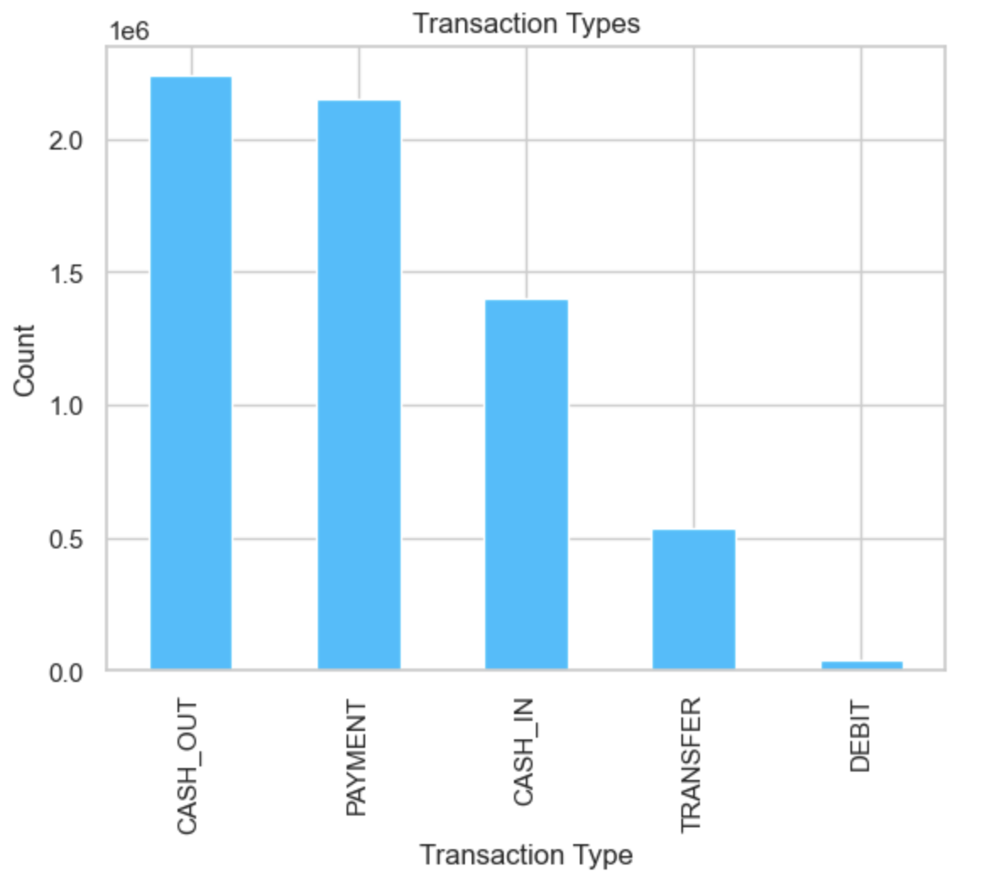 Transaction Types
1e6
2.0
1.5
1.0
0.5
0.0
Count
CASH_OUT
PAYMENT
CASH_IN
TRANSFER
DEBIT
Transaction Type